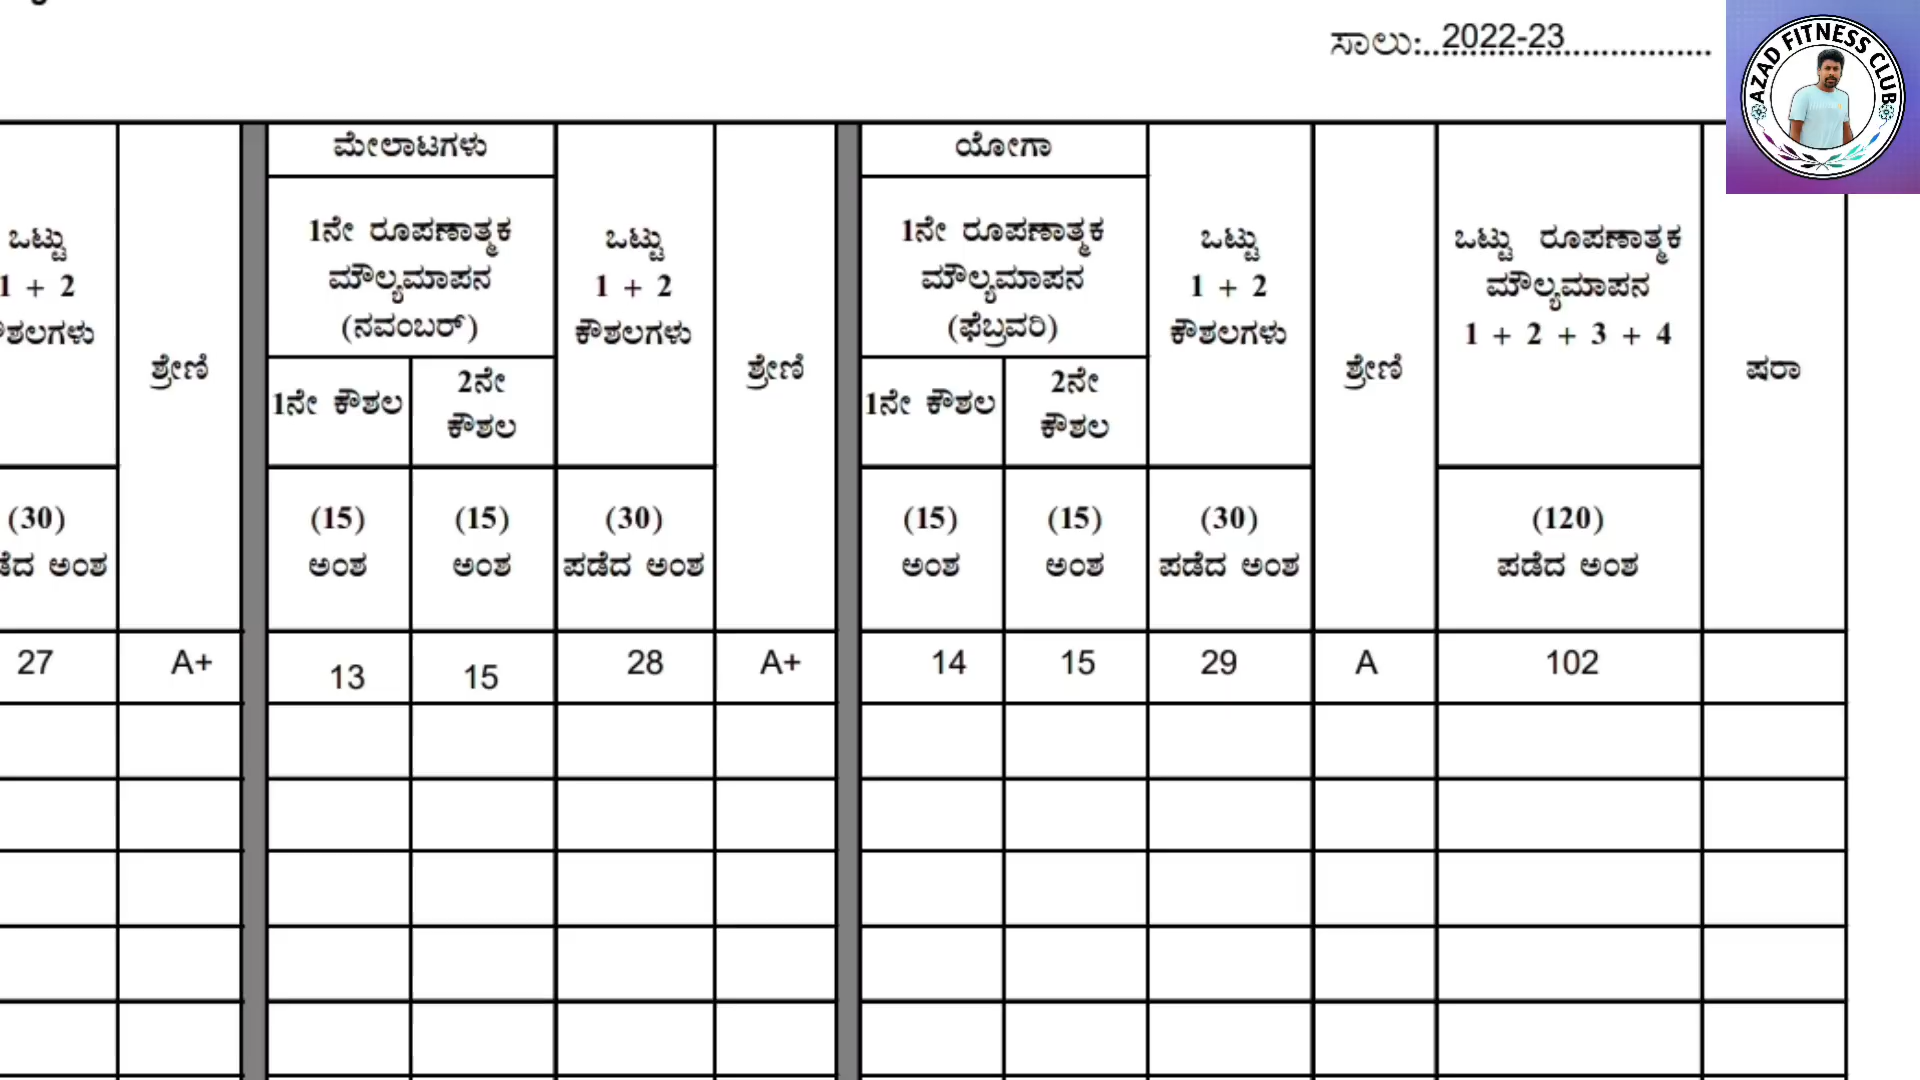 ಸಾಲು:..2022-23................
AZAD FITNESS CLUB
ಮೇಲಾಟಗಳು
ಯೋಗಾ
ಒಟ್ಟು
1 + 2
1ನೇ ರೂಪಣಾತ್ಮಕ
ಮೌಲ್ಯಮಾಪನ
(ನವಂಬರ್)
ಒಟ್ಟು
1 + 2
ಕೌಶಲಗಳು
1ನೇ ರೂಪಣಾತ್ಮಕ
ಮೌಲ್ಯಮಾಪನ
(ಫೆಬ್ರವರಿ)
ಒಟ್ಟು
1 + 2
ಕೌಶಲಗಳು
ಒಟ್ಟು ರೂಪಣಾತ್ಮಕ
ಮೌಲ್ಯಮಾಪನ
1 + 2 + 3 + 4
ಶ್ರೇಣಿ
1ನೇ ಕೌಶಲ
2ನೇ
ಕೌಶಲ
ಶ್ರೇಣಿ
1ನೇ ಕೌಶಲ
2ನೇ
ಕೌಶಲ
ಶ್ರೇಣಿ
ಷರಾ
(30)
ಅಂಶ
(15)
ಅಂಶ
(15)
ಅಂಶ
(30)
ಪಡೆದ ಅಂಶ
(15)
ಅಂಶ
(15)
ಅಂಶ
(30)
ಪಡೆದ ಅಂಶ
(120)
ಪಡೆದ ಅಂಶ
27 A+ 13 15 28 A+ 14 15 29 A 102